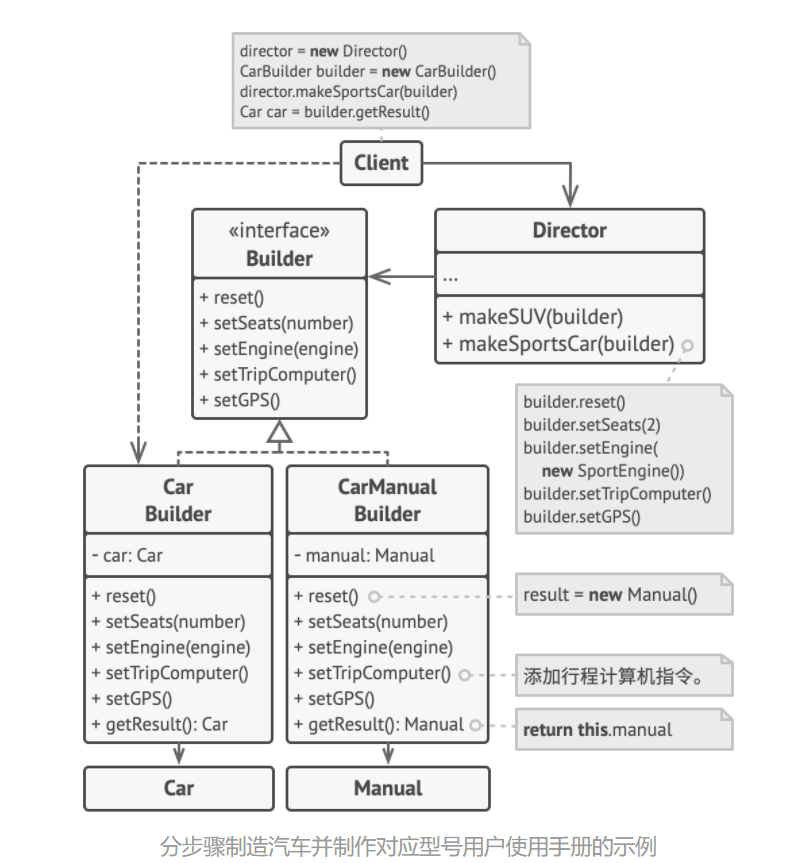 director = new Director()
CarBuilder builder = new CarBuilder()
director.makeSportsCar(builder)
Car car = builder.getResult()
Client
«interface»
Builder
+ reset()
+ setSeats(number)
+ setEngine(engine)
+ setTripComputer()
+ setGPS()
Director
...
+ makeSUV(builder)
+ makeSportsCar(builder)
builder.reset()
builder.setSeats(2)
builder.setEngine(
new SportEngine())
builder.setTripComputer()
builder.setGPS()
Car
Builder
- car: Car
+ reset()
+ setSeats(number)
+ setEngine(engine)
+ setTripComputer()
+ setGPS()
+ getResult(): Car
CarManual
Builder
- manual: Manual
+ reset()
+ setSeats(number)
+ setEngine(engine)
+ setTripComputer()
+ setGPS()
+ getResult(): Manual
result = new Manual()
添加行程计算机指令。
return this.manual
Car
Manual
分步骤制造汽车并制作对应型号用户使用手册的示例